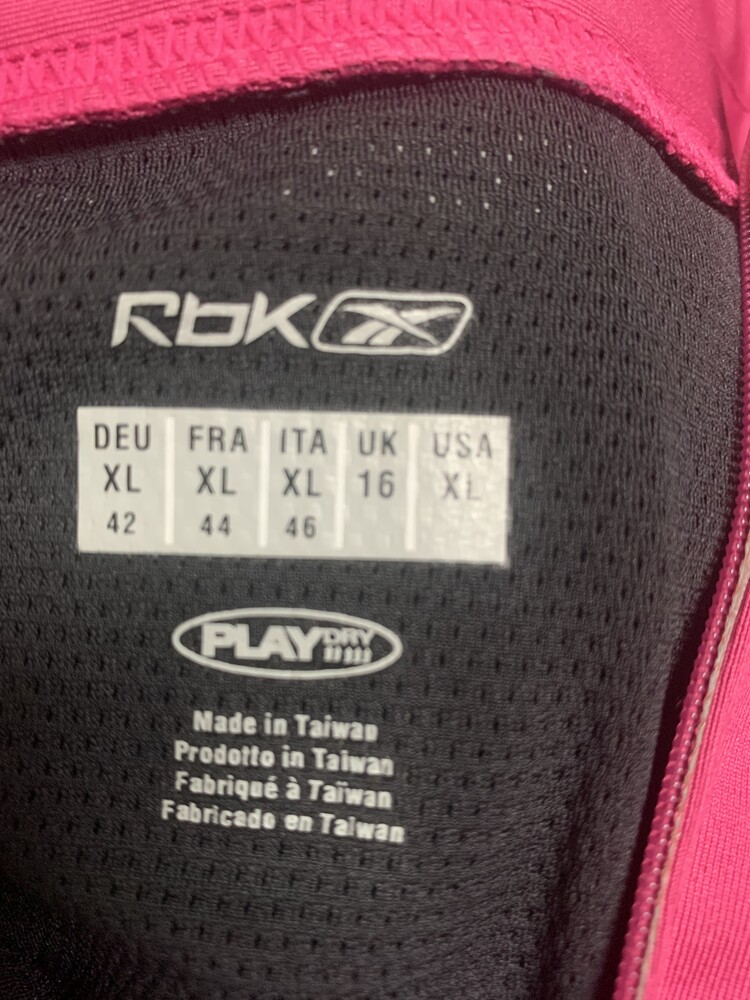 Rbk
DEU FRA ITA UK USA
XL XL XL 16 XL
42 44 46
PLAYDRY
Made in Taiwan
Prodotto in Taiwan
Fabriqué à Taïwan
Fabricado en Taiwan